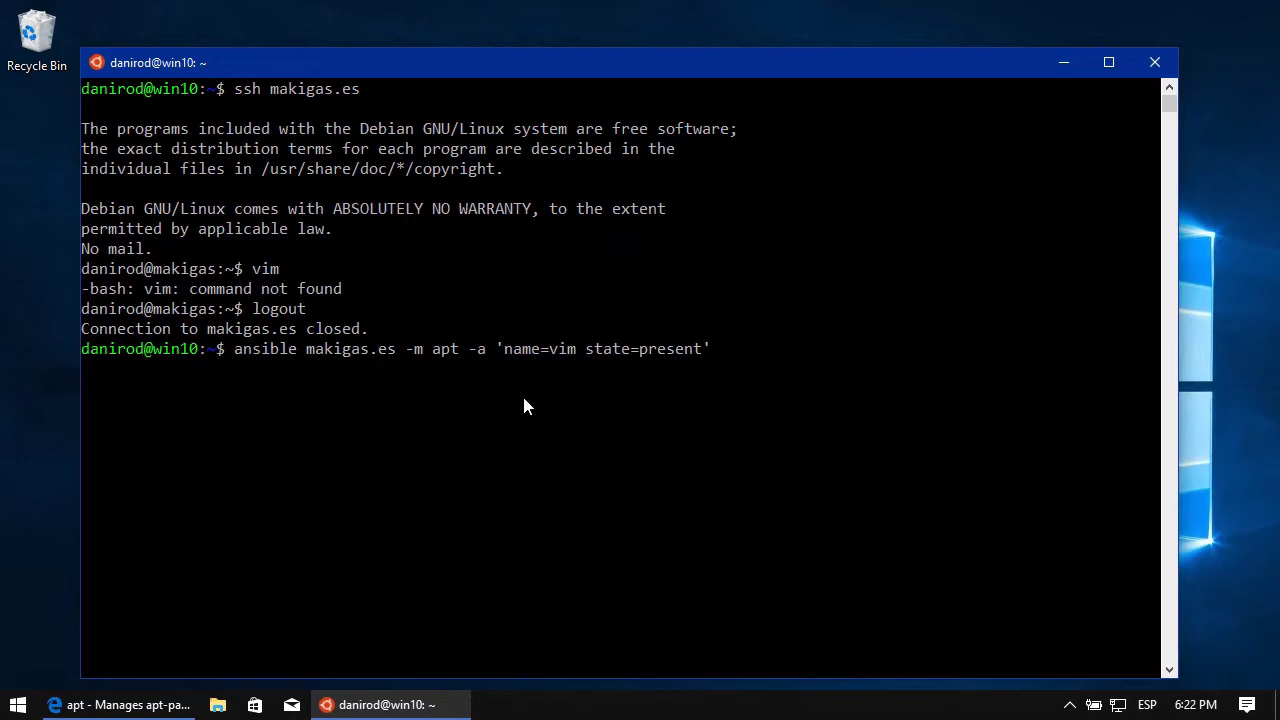 Recycle Bin
danirod@win10: ~
danirod@win10:~$ ssh makigas.es
The programs included with the Debian GNU/Linux system are free software;
the exact distribution terms for each program are described in the
individual files in /usr/share/doc/*/copyright.
Debian GNU/Linux comes with ABSOLUTELY NO WARRANTY, to the extent
permitted by applicable law.
No mail.
danirod@makigas:~$ vim
-bash: vim: command not found
danirod@makigas:~$ logout
Connection to makigas.es closed.
danirod@win10:~$ ansible makigas.es -m apt -a 'name=vim state=present'
apt - Manages apt-pa...
danirod@win10: ~
ESP
6:22 PM